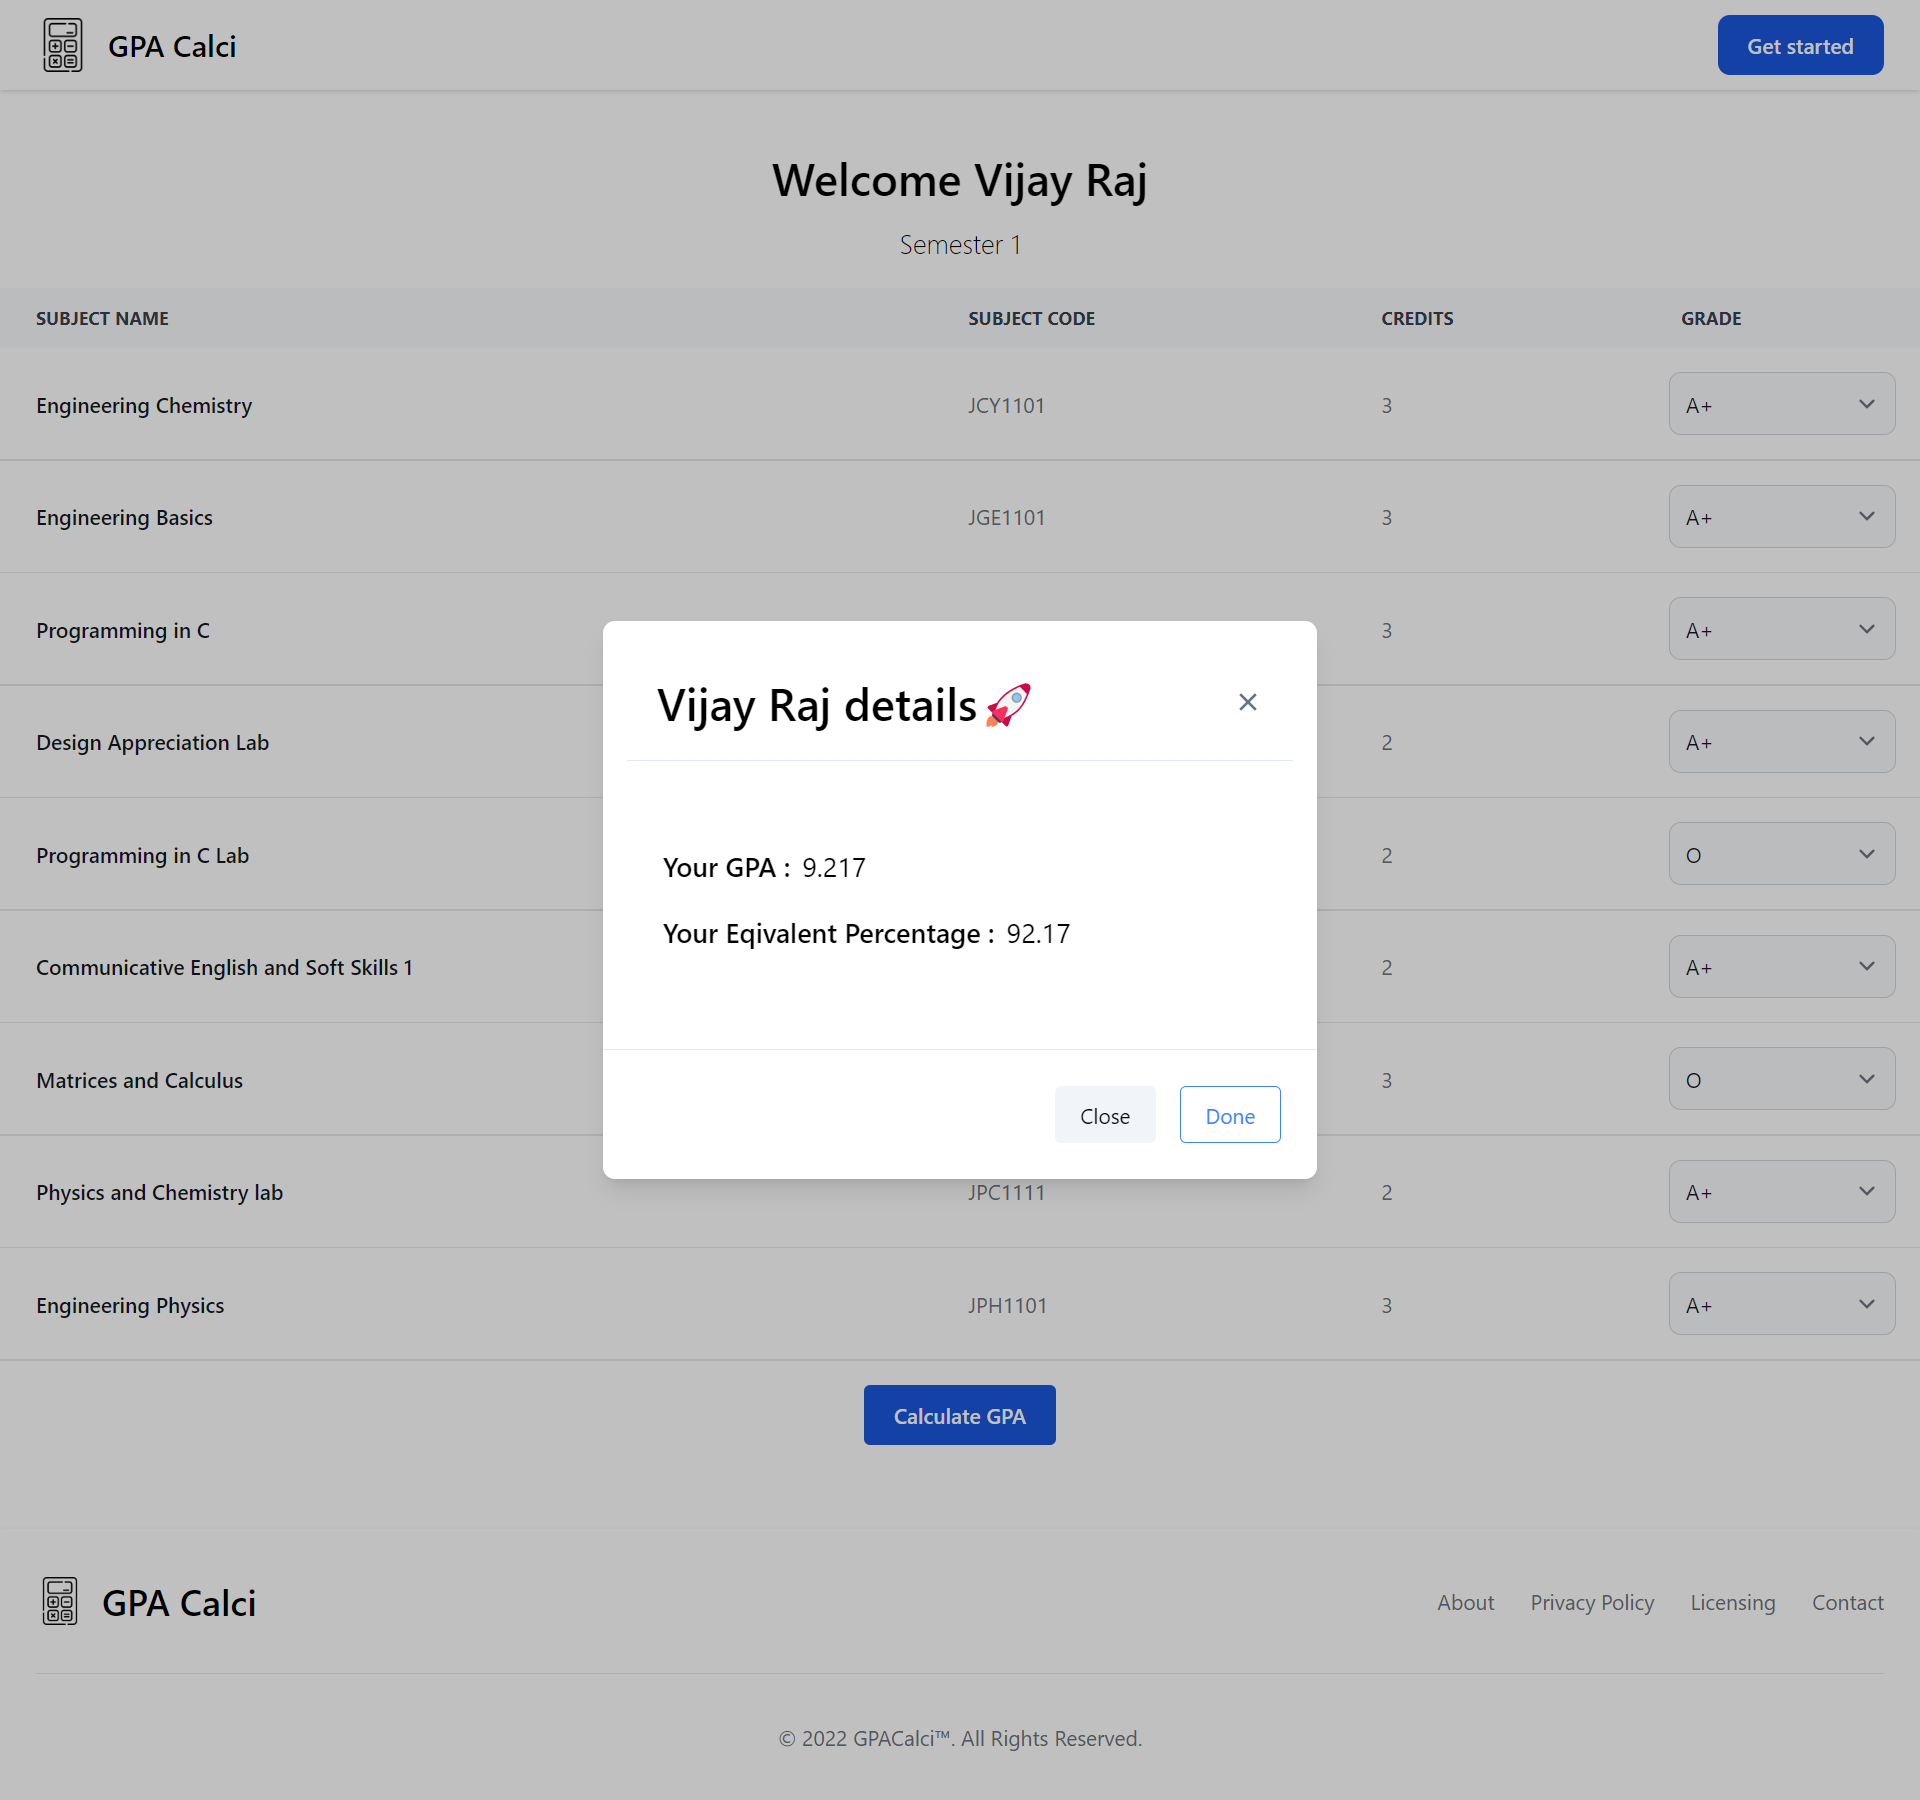 GPA Calci
Get started
Welcome Vijay Raj
Semester 1
SUBJECT NAME SUBJECT CODE CREDITS GRADE
Engineering Chemistry JCY1101 3 A+
Engineering Basics JGE1101 3 A+
Programming in C 3 A+
Design Appreciation Lab 2 A+
Programming in C Lab 2 O
Communicative English and Soft Skills 1 2 A+
Matrices and Calculus 3 O
Physics and Chemistry lab JPC1111 2 A+
Engineering Physics JPH1101 3 A+
Vijay Raj details🚀
Your GPA : 9.217
Your Eqivalent Percentage : 92.17
Close Done
Calculate GPA
GPA Calci
About Privacy Policy Licensing Contact
© 2022 GPACalci™. All Rights Reserved.